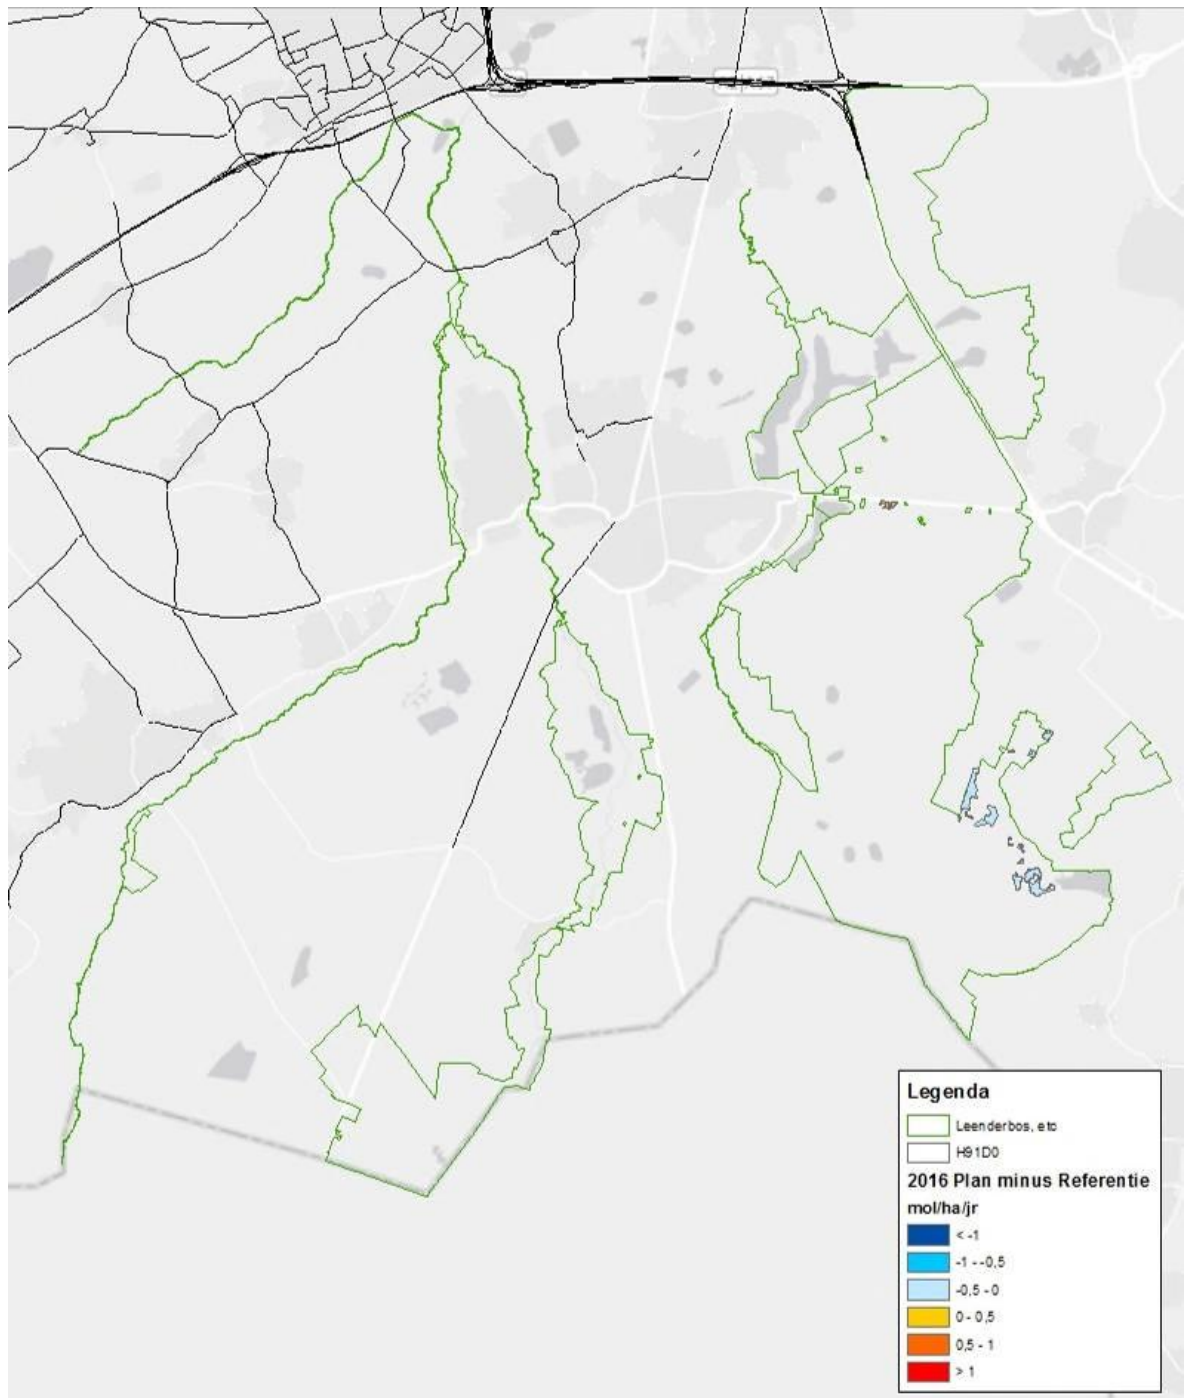 Legenda
Leenderbos, etc
H91D0
2016 Plan minus Referentie
mol/ha/jr
< -1
-1 - -0,5
-0,5 - 0
0 - 0,5
0,5 - 1
> 1